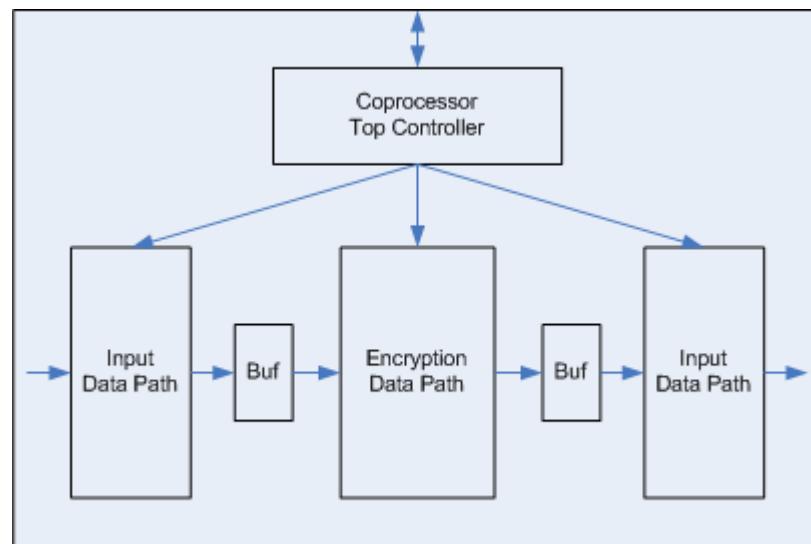 Coprocessor
Top Controller
Input
Data Path
Buf
Encryption
Data Path
Buf
Input
Data Path